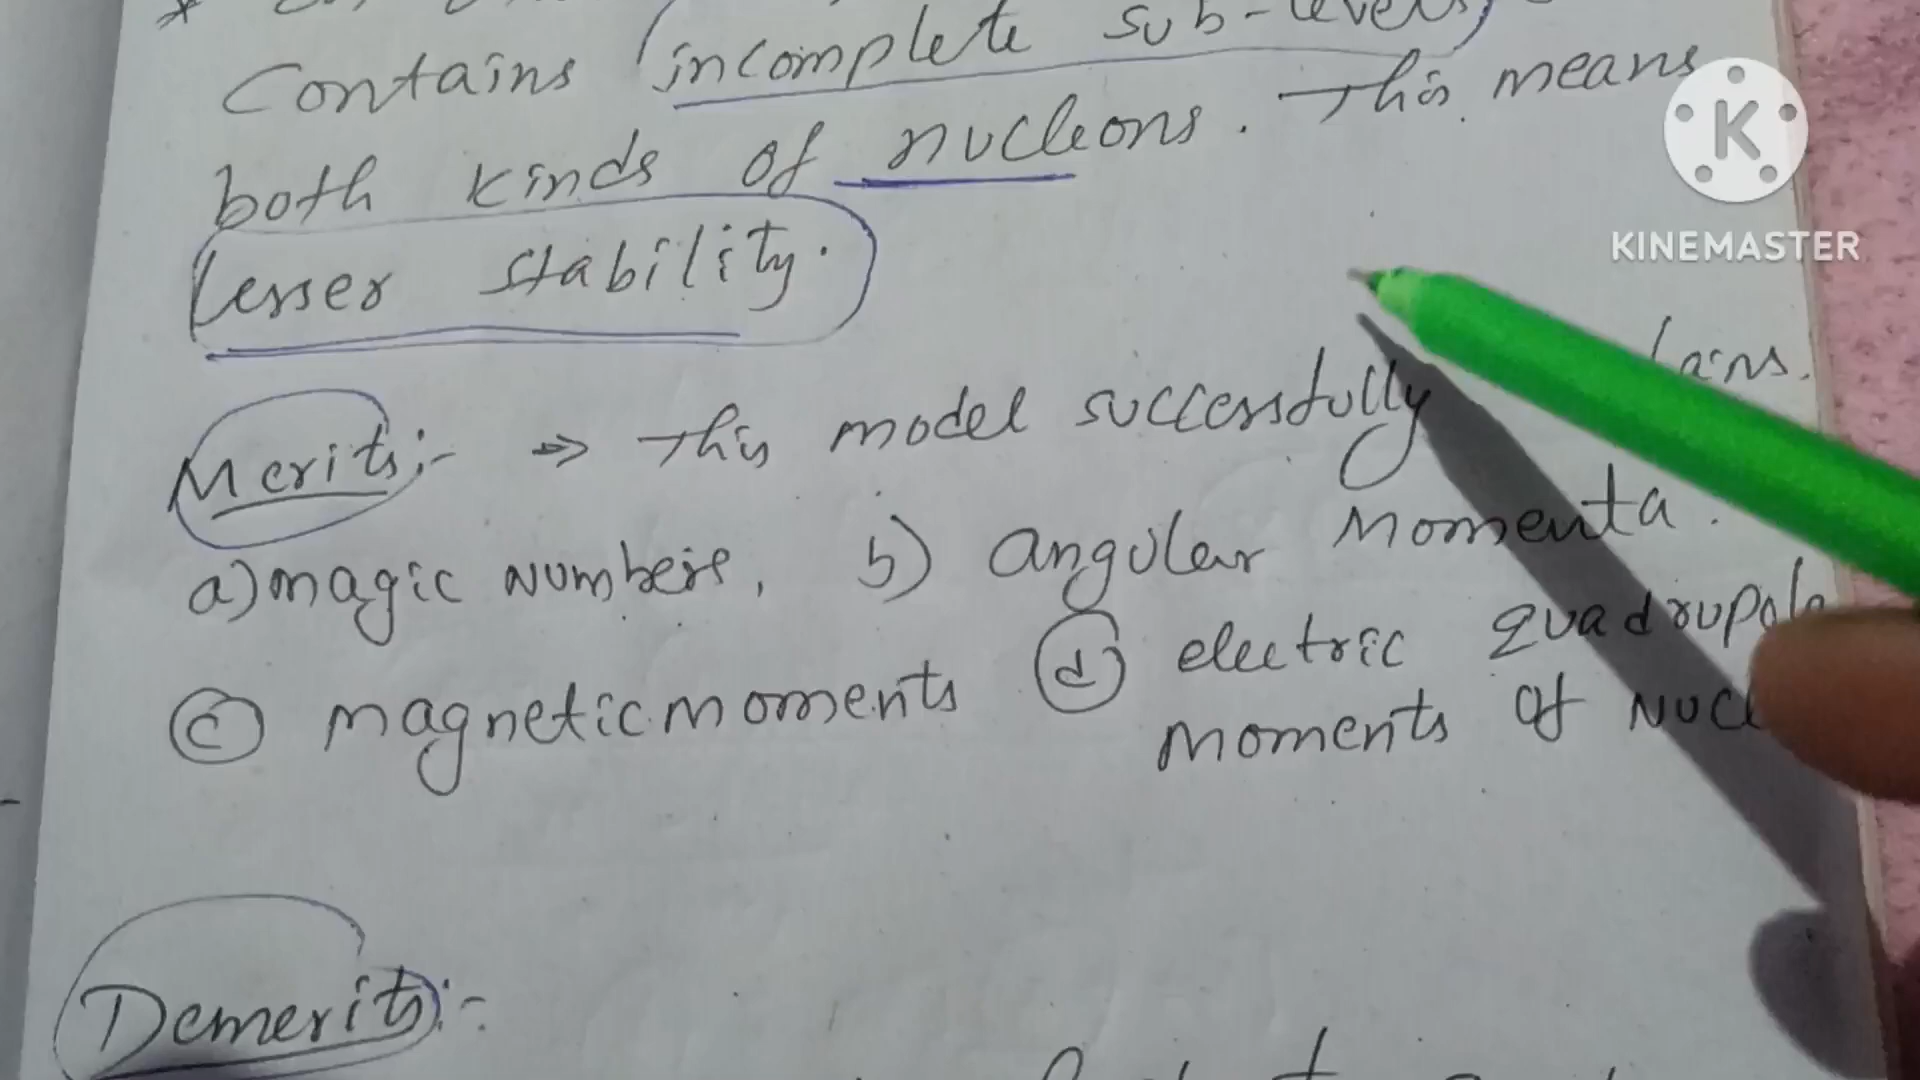 Contains incomplete sub-levels
both kinds of nucleons. This means
lesser stability.
Merits:- ⇒ This model successfully
a) magic numbers, b) angular Momenta.
c) magnetic moments d) electric quadrupole
moments of
Demerits:-
K
KINEMASTER